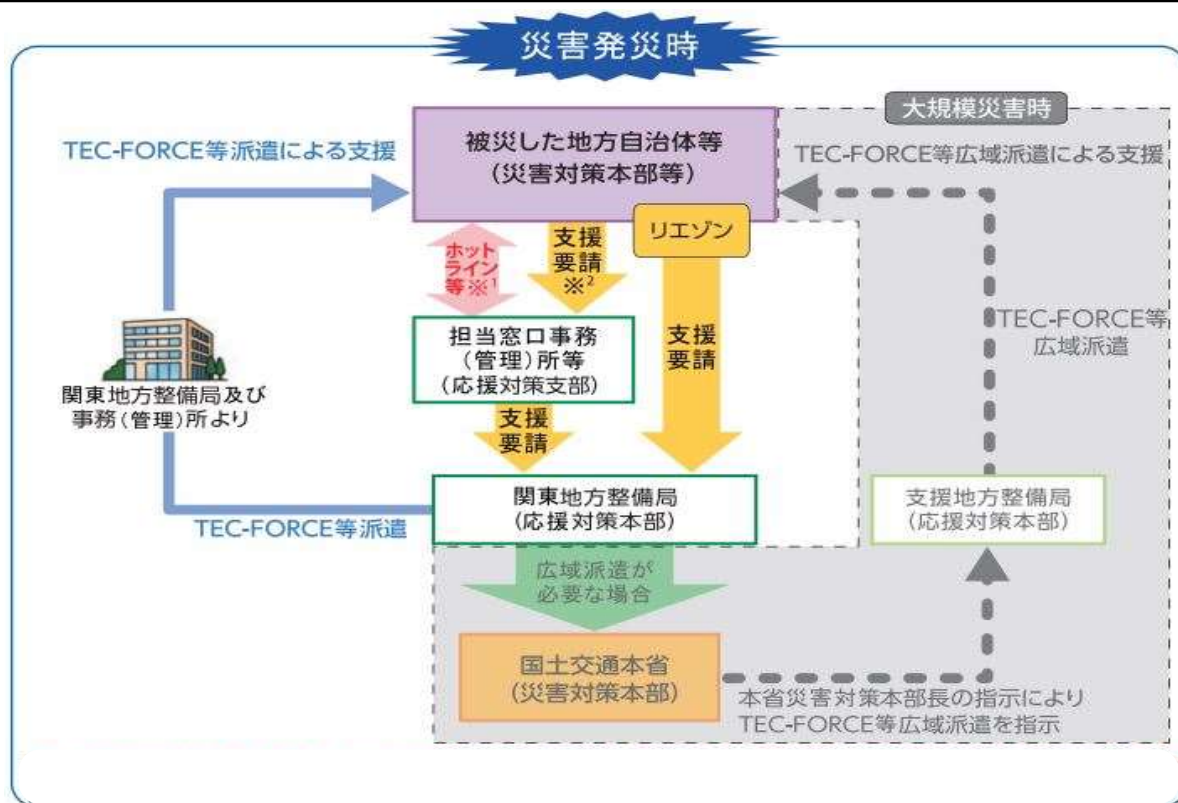 災害発災時
大規模災害時
TEC-FORCE等派遣による支援
被災した地方自治体等
(災害対策本部等)
TEC-FORCE等広域派遣による支援
リエゾン
ホット
ライン
等※1
支援
要請
※2
担当窓口事務
(管理)所等
(応援対策支部)
支援
要請
TEC-FORCE等
広域派遣
関東地方整備局及び
事務(管理)所より
支援
要請
関東地方整備局
(応援対策本部)
支援地方整備局
(応援対策本部)
TEC-FORCE等派遣
広域派遣が
必要な場合
国土交通本省
(災害対策本部)
本省災害対策本部長の指示により
TEC-FORCE等広域派遣を指示